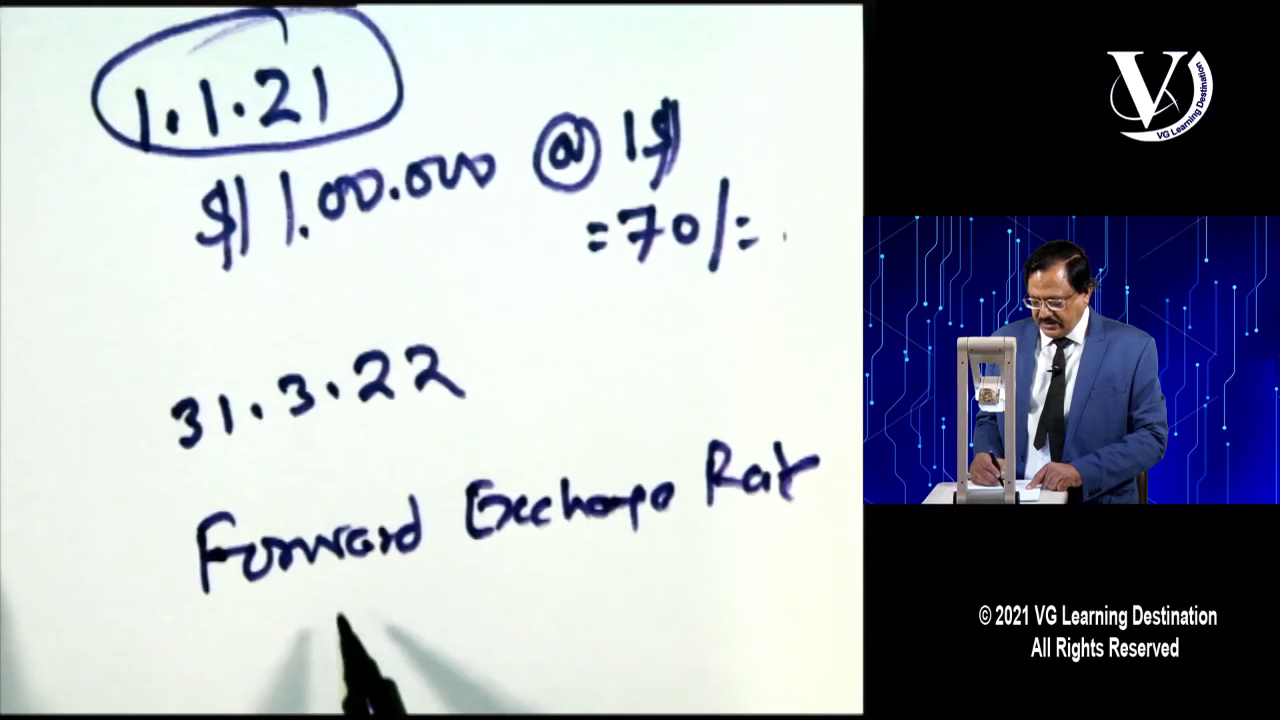 1.1.21
$ 1.00.000 @ 1$
= 70/=
31.3.22
Forward Exchange Rate
V
VG Learning Destination
© 2021 VG Learning Destination
All Rights Reserved